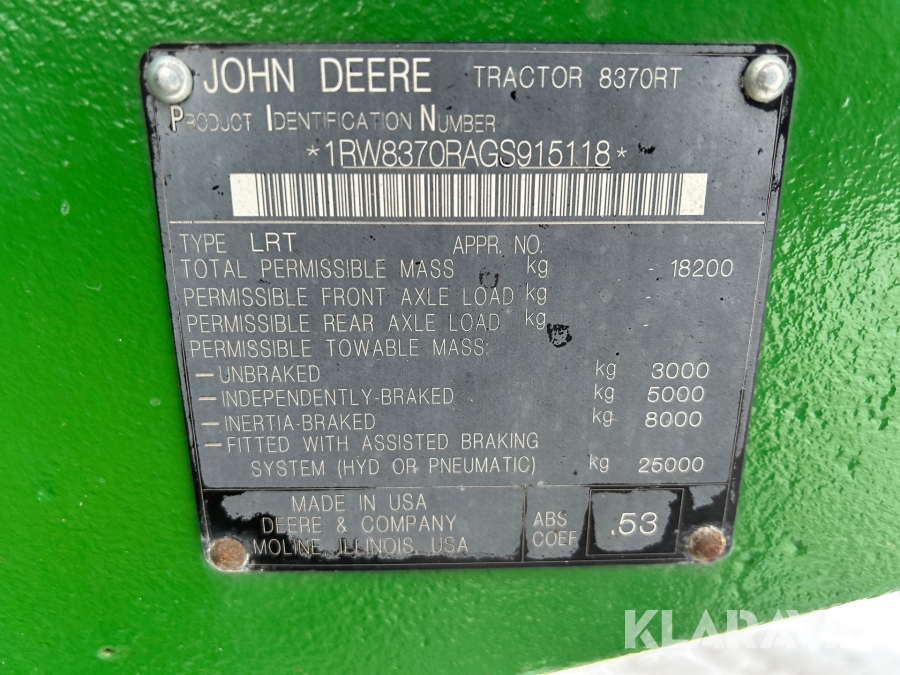 JOHN DEERE TRACTOR 8370RT
PRODUCT IDENTIFICATION NUMBER
*1RW8370RAGS915118*
TYPE LRT APPR. NO.
TOTAL PERMISSIBLE MASS kg - 18200
PERMISSIBLE FRONT AXLE LOAD kg -
PERMISSIBLE REAR AXLE LOAD kg
PERMISSIBLE TOWABLE MASS:
– UNBRAKED kg 3000
– INDEPENDENTLY-BRAKED kg 5000
– INERTIA-BRAKED kg 8000
– FITTED WITH ASSISTED BRAKING
SYSTEM (HYD OR PNEUMATIC) kg 25000
MADE IN USA
DEERE & COMPANY
MOLINE, ILLINOIS, USA
ABS
COEF .53